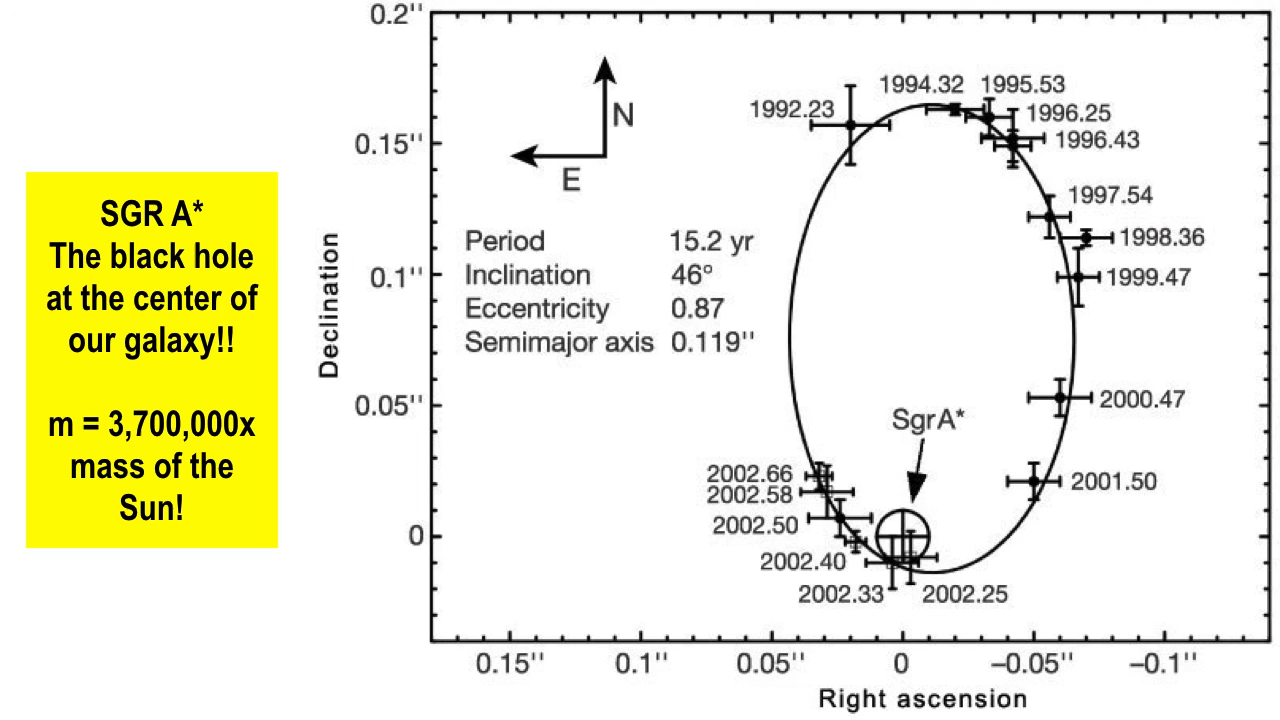 SGR A*
The black hole
at the center of
our galaxy!!
m = 3,700,000x
mass of the
Sun!
0.2''
0.15''
0.1''
0.05''
0
Declination
N
E
Period 15.2 yr
Inclination 46°
Eccentricity 0.87
Semimajor axis 0.119''
1992.23
1994.32
1995.53
1996.25
1996.43
1997.54
1998.36
1999.47
2000.47
2001.50
SgrA*
2002.66
2002.58
2002.50
2002.40
2002.33
2002.25
0.15''
0.1''
0.05''
0
−0.05''
−0.1''
Right ascension